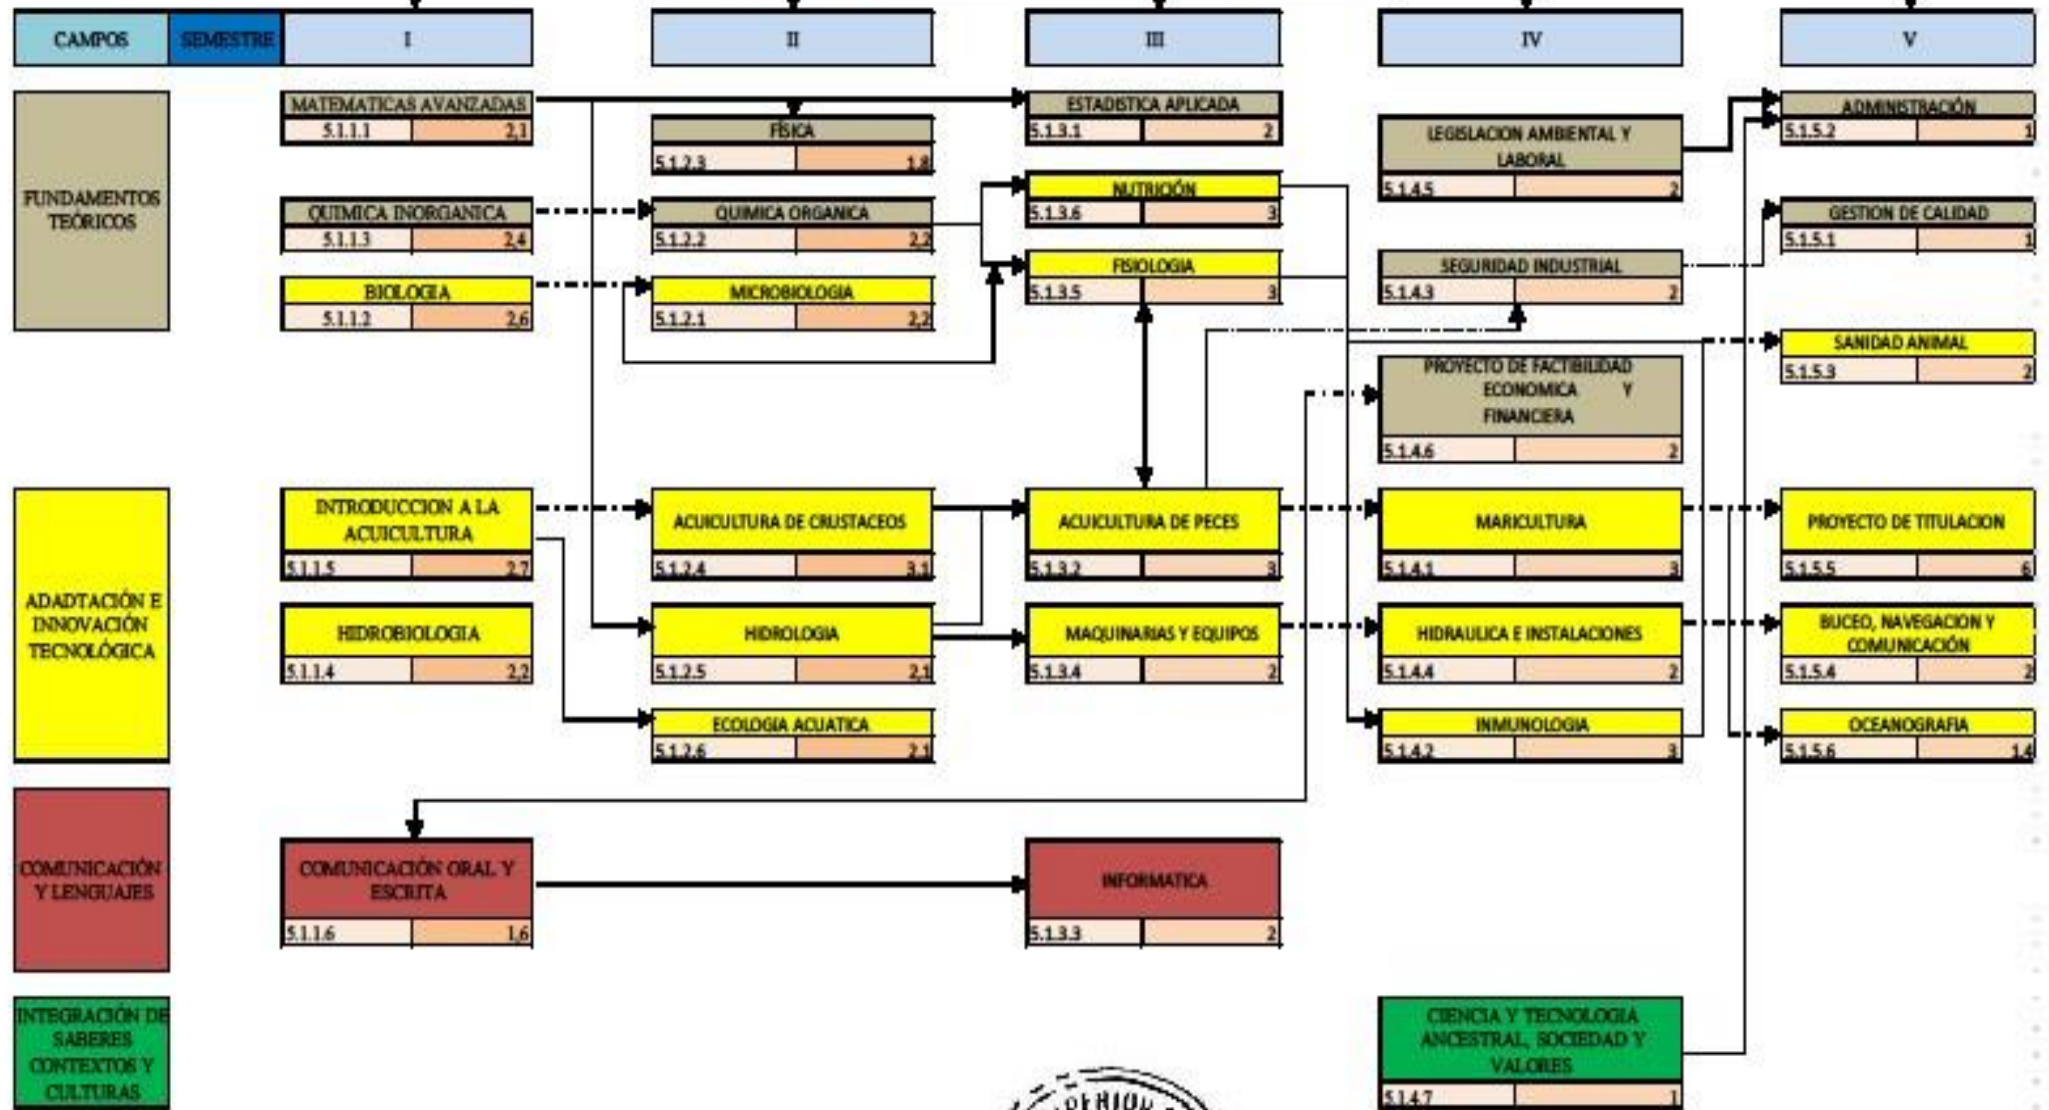 CAMPOS SEMESTRE I II III IV V
FUNDAMENTOS
TEÓRICOS
MATEMATICAS AVANZADAS
5.1.1.1 2,1
QUIMICA INORGANICA
5.1.1.3 2,4
BIOLOGIA
5.1.1.2 2,6
FÍSICA
5.1.2.3 1.8
QUIMICA ORGANICA
5.1.2.2 2,2
MICROBIOLOGIA
5.1.2.1 2,2
ESTADISTICA APLICADA
5.1.3.1 2
NUTRICIÓN
5.1.3.6 3
FISIOLOGIA
5.1.3.5 3
LEGISLACION AMBIENTAL Y
LABORAL
5.1.4.5 2
SEGURIDAD INDUSTRIAL
5.1.4.3 2
PROYECTO DE FACTIBILIDAD
ECONOMICA Y
FINANCIERA
5.1.4.6 2
ADMINISTRACIÓN
5.1.5.2 1
GESTION DE CALIDAD
5.1.5.1 1
SANIDAD ANIMAL
5.1.5.3 2
ADADTACIÓN E
INNOVACIÓN
TECNOLÓGICA
INTRODUCCION A LA
ACUICULTURA
5.1.1.5 2.7
HIDROBIOLOGIA
5.1.1.4 2,2
ACUICULTURA DE CRUSTACEOS
5.1.2.4 3.1
HIDROLOGIA
5.1.2.5 2,1
ECOLOGIA ACUATICA
5.1.2.6 2.1
ACUICULTURA DE PECES
5.1.3.2 3
MAQUINARIAS Y EQUIPOS
5.1.3.4 2
MARICULTURA
5.1.4.1 3
HIDRAULICA E INSTALACIONES
5.1.4.4 2
INMUNOLOGIA
5.1.4.2 3
PROYECTO DE TITULACION
5.1.5.5 6
BUCEO, NAVEGACION Y
COMUNICACIÓN
5.1.5.4 2
OCEANOGRAFIA
5.1.5.6 1.4
COMUNICACIÓN
Y LENGUAJES
COMUNICACIÓN ORAL Y
ESCRITA
5.1.1.6 1,6
INFORMATICA
5.1.3.3 2
INTEGRACIÓN DE
SABERES
CONTEXTOS Y
CULTURAS
CIENCIA Y TECNOLOGIA
ANCESTRAL, SOCIEDAD Y
VALORES
5.1.4.7 1